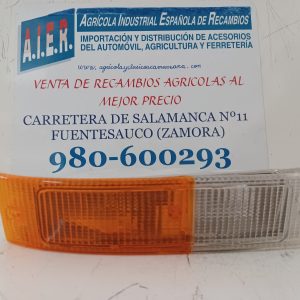 A.I.E.R.
AGRÍCOLA INDUSTRIAL ESPAÑOLA DE RECAMBIOS
IMPORTACIÓN Y DISTRIBUCIÓN DE ACCESORIOS
DEL AUTOMÓVIL, AGRICULTURA Y FERRETERÍA
VENTA DE RECAMBIOS AGRICOLAS AL
MEJOR PRECIO
CARRETERA DE SALAMANCA Nº11
FUENTESAUCO (ZAMORA)
980-600293